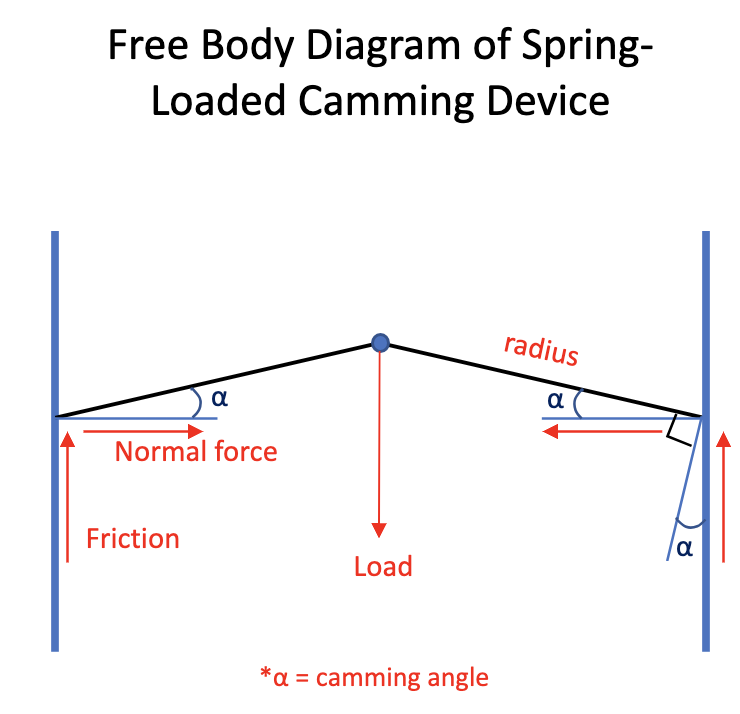 Free Body Diagram of Spring-
Loaded Camming Device
radius
α
α
Normal force
Friction
α
Load
*α = camming angle